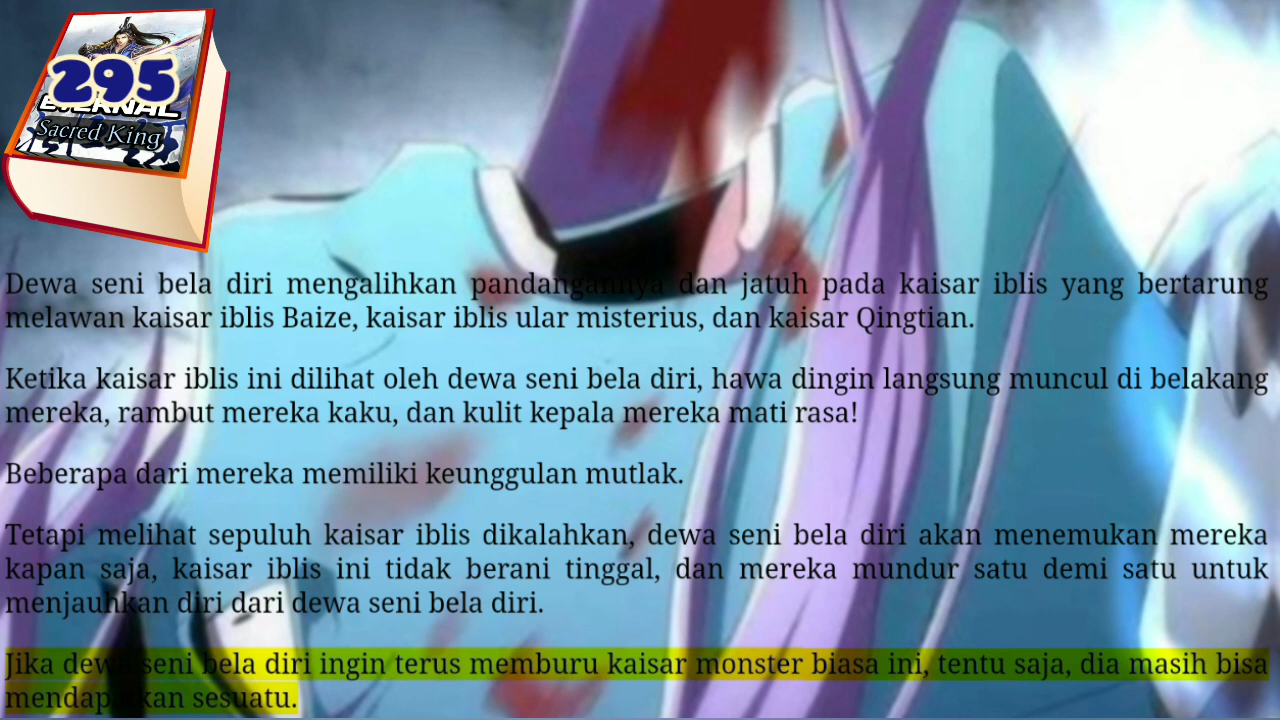 295
ETERNAL
Sacred King
Dewa seni bela diri mengalihkan pandangannya dan jatuh pada kaisar iblis yang bertarung
melawan kaisar iblis Baize, kaisar iblis ular misterius, dan kaisar Qingtian.
Ketika kaisar iblis ini dilihat oleh dewa seni bela diri, hawa dingin langsung muncul di belakang
mereka, rambut mereka kaku, dan kulit kepala mereka mati rasa!
Beberapa dari mereka memiliki keunggulan mutlak.
Tetapi melihat sepuluh kaisar iblis dikalahkan, dewa seni bela diri akan menemukan mereka
kapan saja, kaisar iblis ini tidak berani tinggal, dan mereka mundur satu demi satu untuk
menjauhkan diri dari dewa seni bela diri.
Jika dewa seni bela diri ingin terus memburu kaisar monster biasa ini, tentu saja, dia masih bisa
mendapatkan sesuatu.